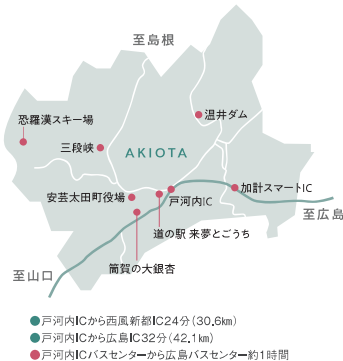 至島根
恐羅漢スキー場
温井ダム
三段峡
AKIOTA
加計スマートIC
安芸太田町役場
戸河内IC
至広島
道の駅 来夢とごうち
筒賀の大銀杏
至山口
●戸河内ICから西風新都IC24分(30.6km)
●戸河内ICから広島IC32分(42.1km)
●戸河内ICバスセンターから広島バスセンター約1時間